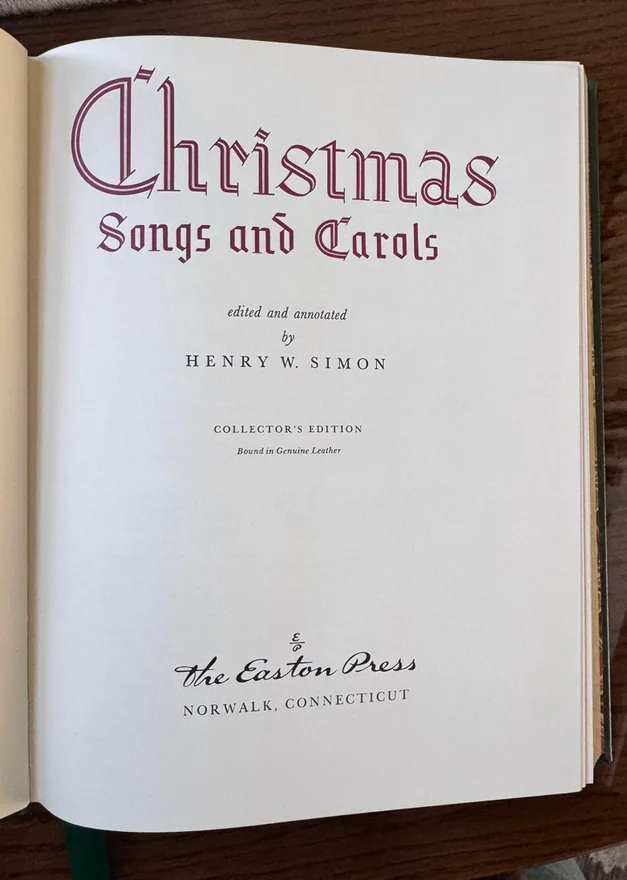 Christmas
Songs and Carols
edited and annotated
by
HENRY W. SIMON
COLLECTOR'S EDITION
Bound in Genuine Leather
E
P
the Easton Press
NORWALK, CONNECTICUT